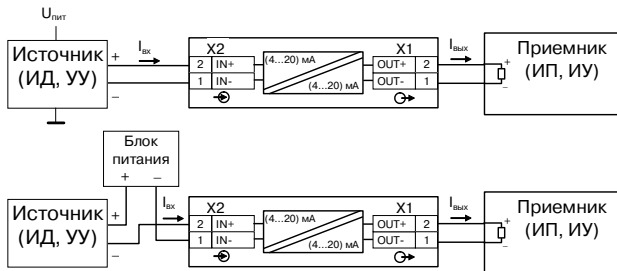 Uпит
Источник
(ИД, УУ)
+
–
Iвх
X2
2 IN+
1 IN-
(4...20) мА
(4...20) мА
X1
OUT+ 2
OUT- 1
Iвых
+
–
Приемник
(ИП, ИУ)
Блок
питания
+ –
Источник
(ИД, УУ)
+
–
Iвх
X2
2 IN+
1 IN-
(4...20) мА
(4...20) мА
X1
OUT+ 2
OUT- 1
Iвых
+
–
Приемник
(ИП, ИУ)